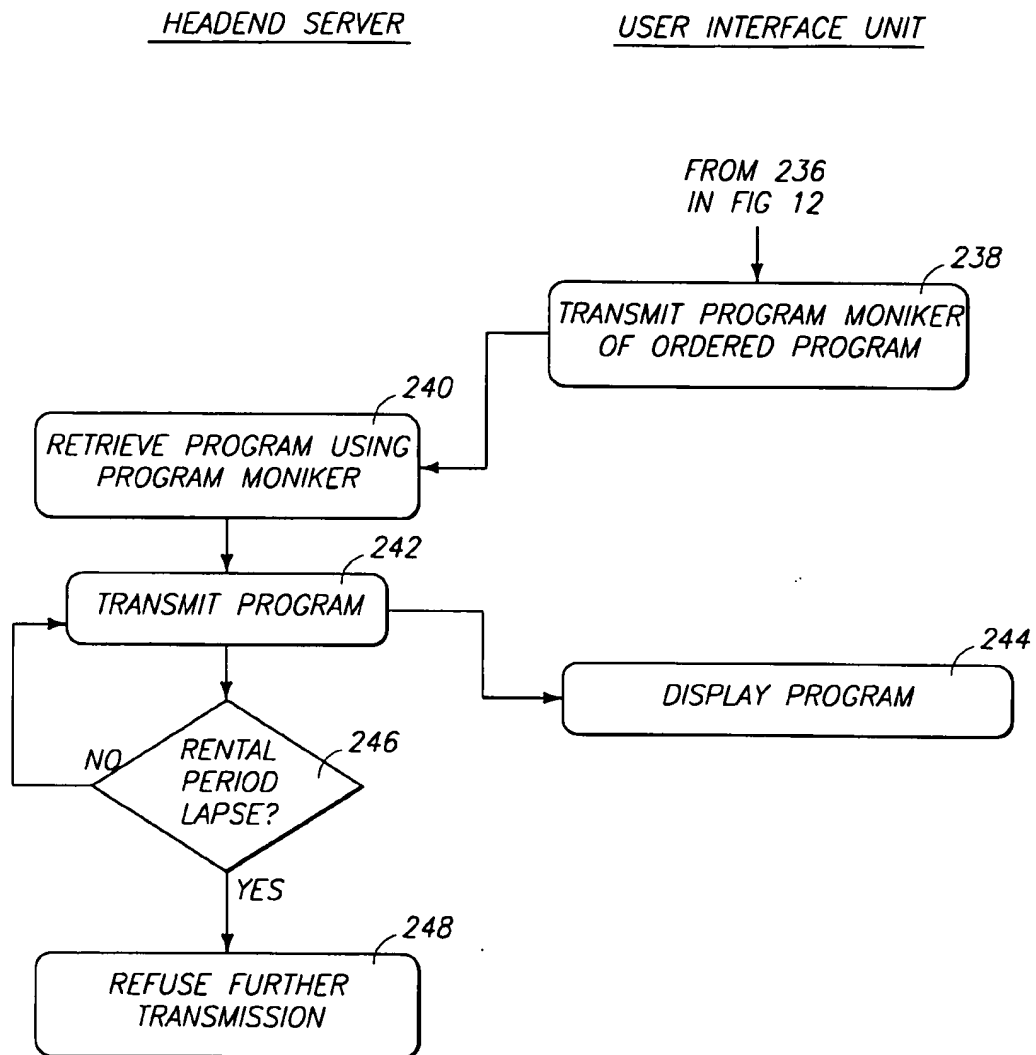 HEADEND SERVER
USER INTERFACE UNIT
FROM 236
IN FIG 12
238
TRANSMIT PROGRAM MONIKER
OF ORDERED PROGRAM
240
RETRIEVE PROGRAM USING
PROGRAM MONIKER
242
TRANSMIT PROGRAM
244
DISPLAY PROGRAM
246
NO
RENTAL
PERIOD
LAPSE?
YES
248
REFUSE FURTHER
TRANSMISSION